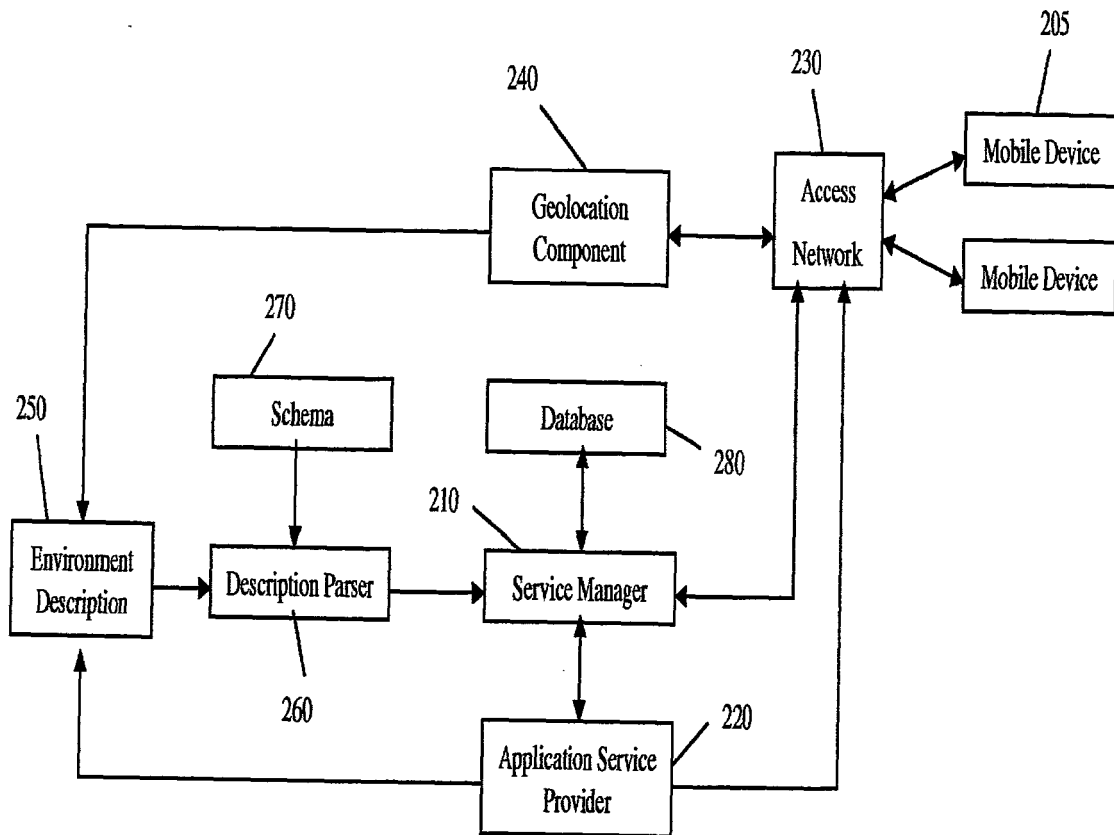 205
230
240
Mobile Device
Access
Network
Geolocation
Component
Mobile Device
270
250
Schema
Database
280
210
Environment
Description
Description Parser
Service Manager
260
220
Application Service
Provider